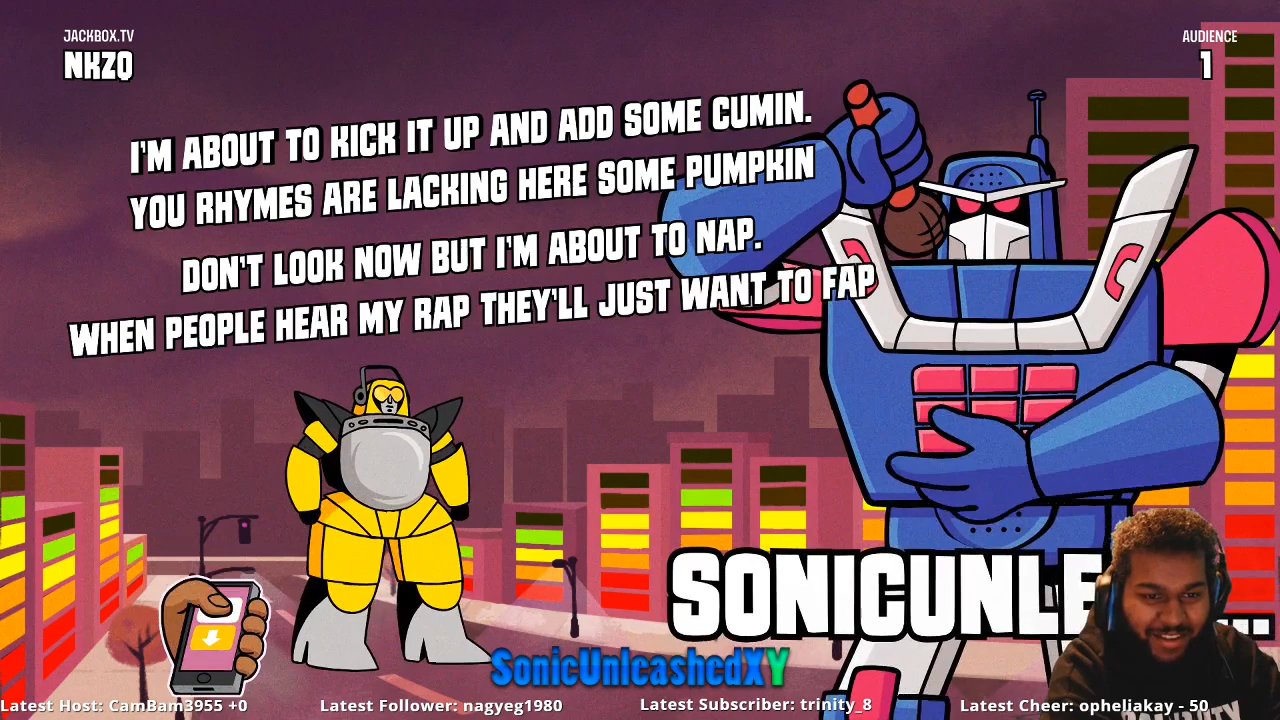 JACKBOX.TV
NKZQ
AUDIENCE
1
I'M ABOUT TO KICK IT UP AND ADD SOME CUMIN.
YOU RHYMES ARE LACKING HERE SOME PUMPKIN
DON'T LOOK NOW BUT I'M ABOUT TO NAP.
WHEN PEOPLE HEAR MY RAP THEY'LL JUST WANT TO FAP
SONICUNLE...
SonicUnleashedXY
Latest Host: CamBam3955 +0
Latest Follower: nagyeg1980
Latest Subscriber: trinity_8
Latest Cheer: opheliakay - 50